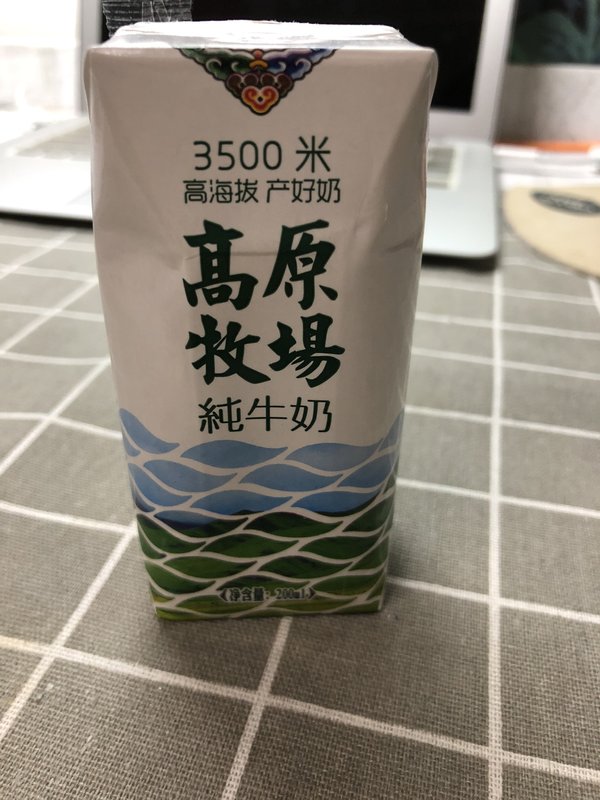 3500 米
高海拔 产好奶
高原
牧場
純牛奶
(净含量：200mL)